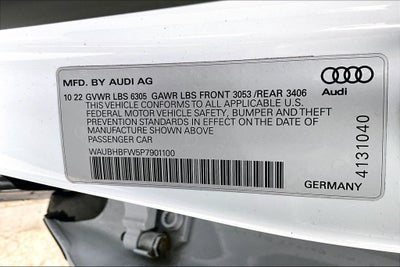 MFD. BY AUDI AG
10 22 GVWR LBS 6305 GAWR LBS FRONT 3053 /REAR 3406
THIS VEHICLE CONFORMS TO ALL APPLICABLE U.S.
FEDERAL MOTOR VEHICLE SAFETY, BUMPER AND THEFT
PREVENTION STANDARDS IN EFFECT ON THE DATE OF
MANUFACTURE SHOWN ABOVE
PASSENGER CAR
WAUBHBFW5P7901100
Audi
4131040
GERMANY